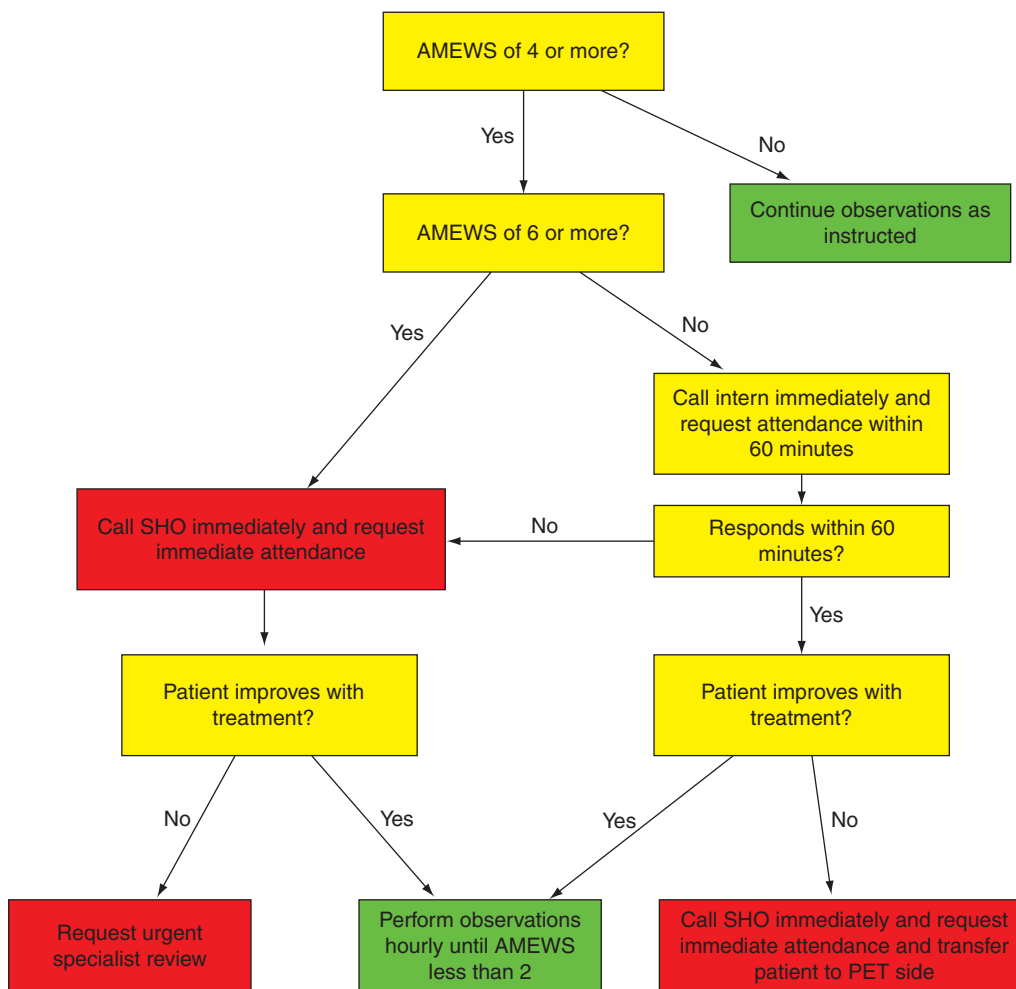 AMEWS of 4 or more?
Yes
No
Continue observations as
instructed
AMEWS of 6 or more?
Yes
No
Call intern immediately and
request attendance within
60 minutes
Call SHO immediately and request
immediate attendance
No
Responds within 60
minutes?
Yes
Patient improves with
treatment?
Patient improves with
treatment?
No
Yes
Yes
No
Request urgent
specialist review
Perform observations
hourly until AMEWS
less than 2
Call SHO immediately and request
immediate attendance and transfer
patient to PET side